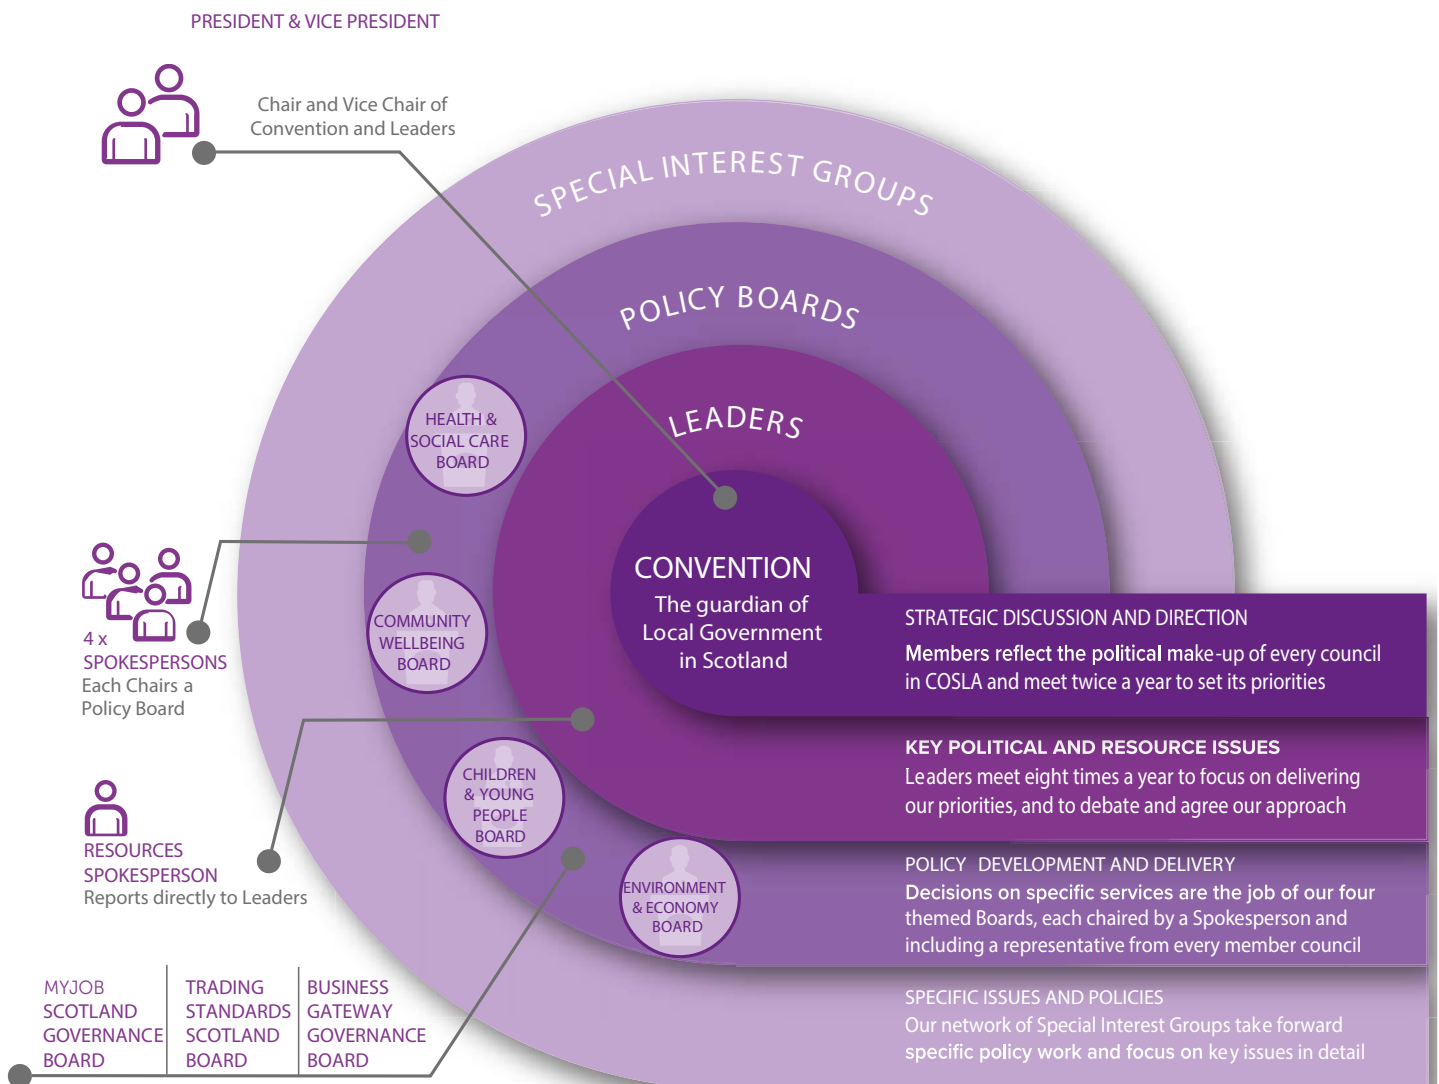 PRESIDENT & VICE PRESIDENT
Chair and Vice Chair of
Convention and Leaders
SPECIAL INTEREST GROUPS
POLICY BOARDS
LEADERS
HEALTH &
SOCIAL CARE
BOARD
CONVENTION
The guardian of
Local Government
in Scotland
COMMUNITY
WELLBEING
BOARD
4 x
SPOKESPERSONS
Each Chairs a
Policy Board
STRATEGIC DISCUSSION AND DIRECTION
Members reflect the political make-up of every council
in COSLA and meet twice a year to set its priorities
KEY POLITICAL AND RESOURCE ISSUES
Leaders meet eight times a year to focus on delivering
our priorities, and to debate and agree our approach
CHILDREN
& YOUNG
PEOPLE
BOARD
RESOURCES
SPOKESPERSON
Reports directly to Leaders
ENVIRONMENT
& ECONOMY
BOARD
POLICY DEVELOPMENT AND DELIVERY
Decisions on specific services are the job of our four
themed Boards, each chaired by a Spokesperson and
including a representative from every member council
MYJOB
SCOTLAND
GOVERNANCE
BOARD
TRADING
STANDARDS
SCOTLAND
BOARD
BUSINESS
GATEWAY
GOVERNANCE
BOARD
SPECIFIC ISSUES AND POLICIES
Our network of Special Interest Groups take forward
specific policy work and focus on key issues in detail